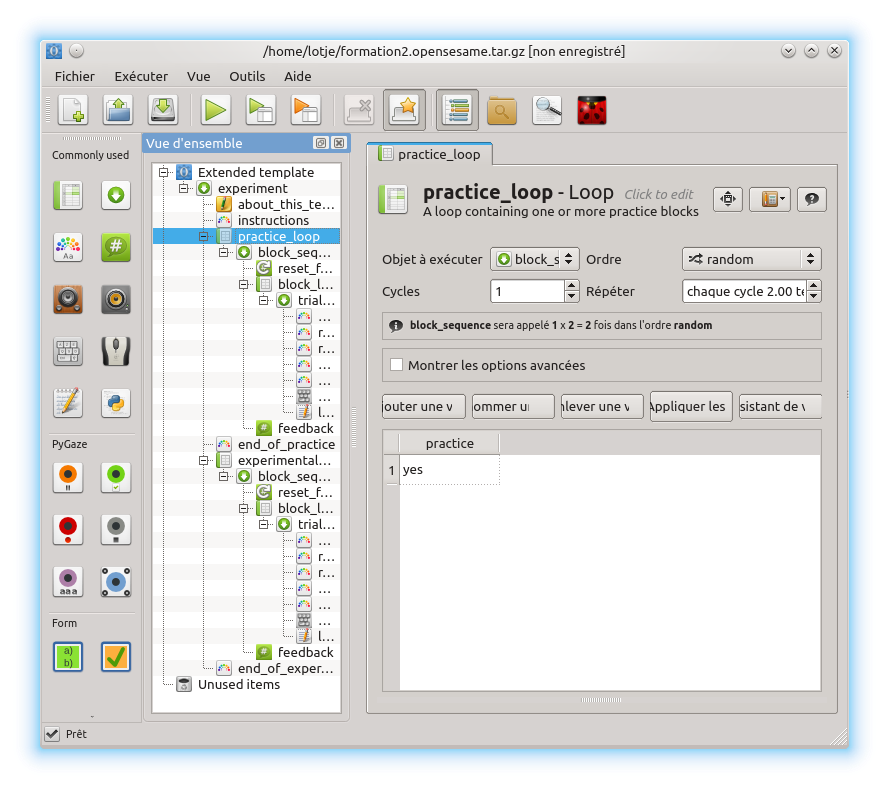 /home/lotje/formation2.opensesame.tar.gz [non enregistré]
Fichier Exécuter Vue Outils Aide
Commonly used
Aa
PyGaze
aaa
Form
a)
b)
Vue d'ensemble
Extended template
experiment
about_this_te...
instructions
practice_loop
block_seq...
reset_f...
block_l...
trial...
...
r...
r...
...
...
...
l...
feedback
end_of_practice
experimental...
block_seq...
reset_f...
block_l...
trial...
...
r...
r...
...
...
...
l...
feedback
end_of_exper...
Unused items
practice_loop
practice_loop - Loop Click to edit
A loop containing one or more practice blocks
Objet à exécuter block_s Ordre random
Cycles 1 Répéter chaque cycle 2.00 te
block_sequence sera appelé 1 x 2 = 2 fois dans l'ordre random
Montrer les options avancées
outer une v ommer u nlever une v Appliquer les sistant de v
practice
1 yes
Prêt